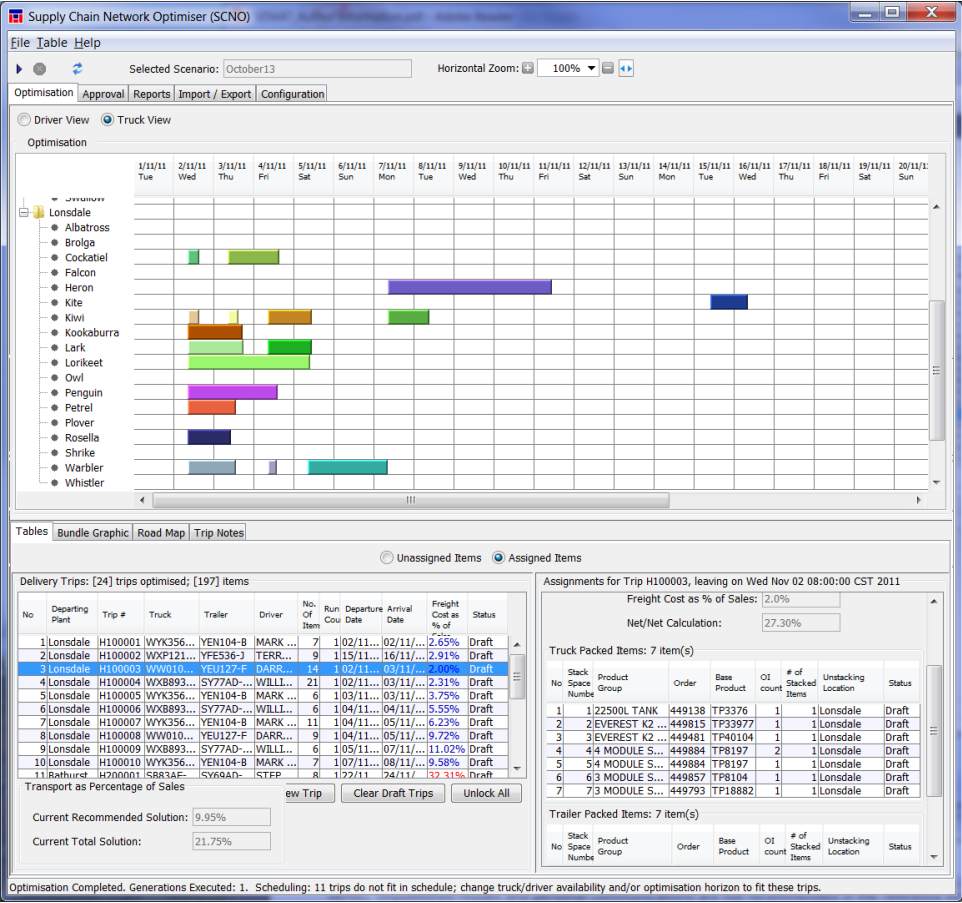 Supply Chain Network Optimiser (SCNO)
File Table Help
Selected Scenario: October13 Horizontal Zoom: 100%
Optimisation Approval Reports Import / Export Configuration
Driver View Truck View
Optimisation
1/11/11 2/11/11 3/11/11 4/11/11 5/11/11 6/11/11 7/11/11 8/11/11 9/11/11 10/11/11 11/11/11 12/11/11 13/11/11 14/11/11 15/11/11 16/11/11 17/11/11 18/11/11 19/11/11 20/11/1
Tue Wed Thu Fri Sat Sun Mon Tue Wed Thu Fri Sat Sun Mon Tue Wed Thu Fri Sat Sun
Swallow
Lonsdale
Albatross
Brolga
Cockatiel
Falcon
Heron
Kite
Kiwi
Kookaburra
Lark
Lorikeet
Owl
Penguin
Petrel
Plover
Rosella
Shrike
Warbler
Whistler
Tables Bundle Graphic Road Map Trip Notes
Unassigned Items Assigned Items
Delivery Trips: [24] trips optimised; [197] items
No Departing Plant Trip # Truck Trailer Driver No. Of Item Run Cou Departure Date Arrival Date Freight Cost as % of Status
1 Lonsdale H100001 WYK356... YEN104-B MARK ... 7 1 02/11... 02/11/... 2.65% Draft
2 Lonsdale H100002 WXP121... YFE536-J TERR... 9 1 15/11... 16/11/... 2.91% Draft
3 Lonsdale H100003 WW010... YEU127-F DARR... 14 1 02/11... 03/11/... 2.00% Draft
4 Lonsdale H100004 WXB893... SY77AD-... WILLI... 21 1 02/11... 03/11/... 2.31% Draft
5 Lonsdale H100005 WYK356... YEN104-B MARK ... 6 1 03/11... 03/11/... 3.75% Draft
6 Lonsdale H100006 WXB893... SY77AD-... WILLI... 6 1 04/11... 04/11/... 5.55% Draft
7 Lonsdale H100007 WYK356... YEN104-B MARK ... 11 1 04/11... 05/11/... 6.23% Draft
8 Lonsdale H100008 WW010... YEU127-F DARR... 9 1 04/11... 05/11/... 9.72% Draft
9 Lonsdale H100009 WXB893... SY77AD-... WILLI... 6 1 05/11... 07/11/... 11.02% Draft
10 Lonsdale H100010 WYK356... YEN104-B MARK ... 6 1 07/11... 08/11/... 9.58% Draft
11 Bathurst H200001 SB83AE- SY69AD- STEP 8 1 22/11 24/11/ 32.31% Draft
Transport as Percentage of Sales
ew Trip Clear Draft Trips Unlock All
Current Recommended Solution: 9.95%
Current Total Solution: 21.75%
Assignments for Trip H100003, leaving on Wed Nov 02 08:00:00 CST 2011
Freight Cost as % of Sales: 2.0%
Net/Net Calculation: 27.30%
Truck Packed Items: 7 item(s)
No Stack Space Numbe Product Group Order Base Product OI count # of Stacked Items Unstacking Location Status
1 1 22500L TANK 449138 TP3376 1 1 Lonsdale Draft
2 2 EVEREST K2 ... 449815 TP33977 1 1 Lonsdale Draft
3 3 EVEREST K2 ... 449481 TP40104 1 1 Lonsdale Draft
4 4 4 MODULE S... 449884 TP8197 2 1 Lonsdale Draft
5 5 4 MODULE S... 449884 TP8197 1 1 Lonsdale Draft
6 6 3 MODULE S... 449857 TP8104 1 1 Lonsdale Draft
7 7 3 MODULE S... 449793 TP18882 1 1 Lonsdale Draft
Trailer Packed Items: 7 item(s)
No Stack Space Numbe Product Group Order Base Product OI count # of Stacked Items Unstacking Location Status
Optimisation Completed. Generations Executed: 1. Scheduling: 11 trips do not fit in schedule; change truck/driver availability and/or optimisation horizon to fit these trips.